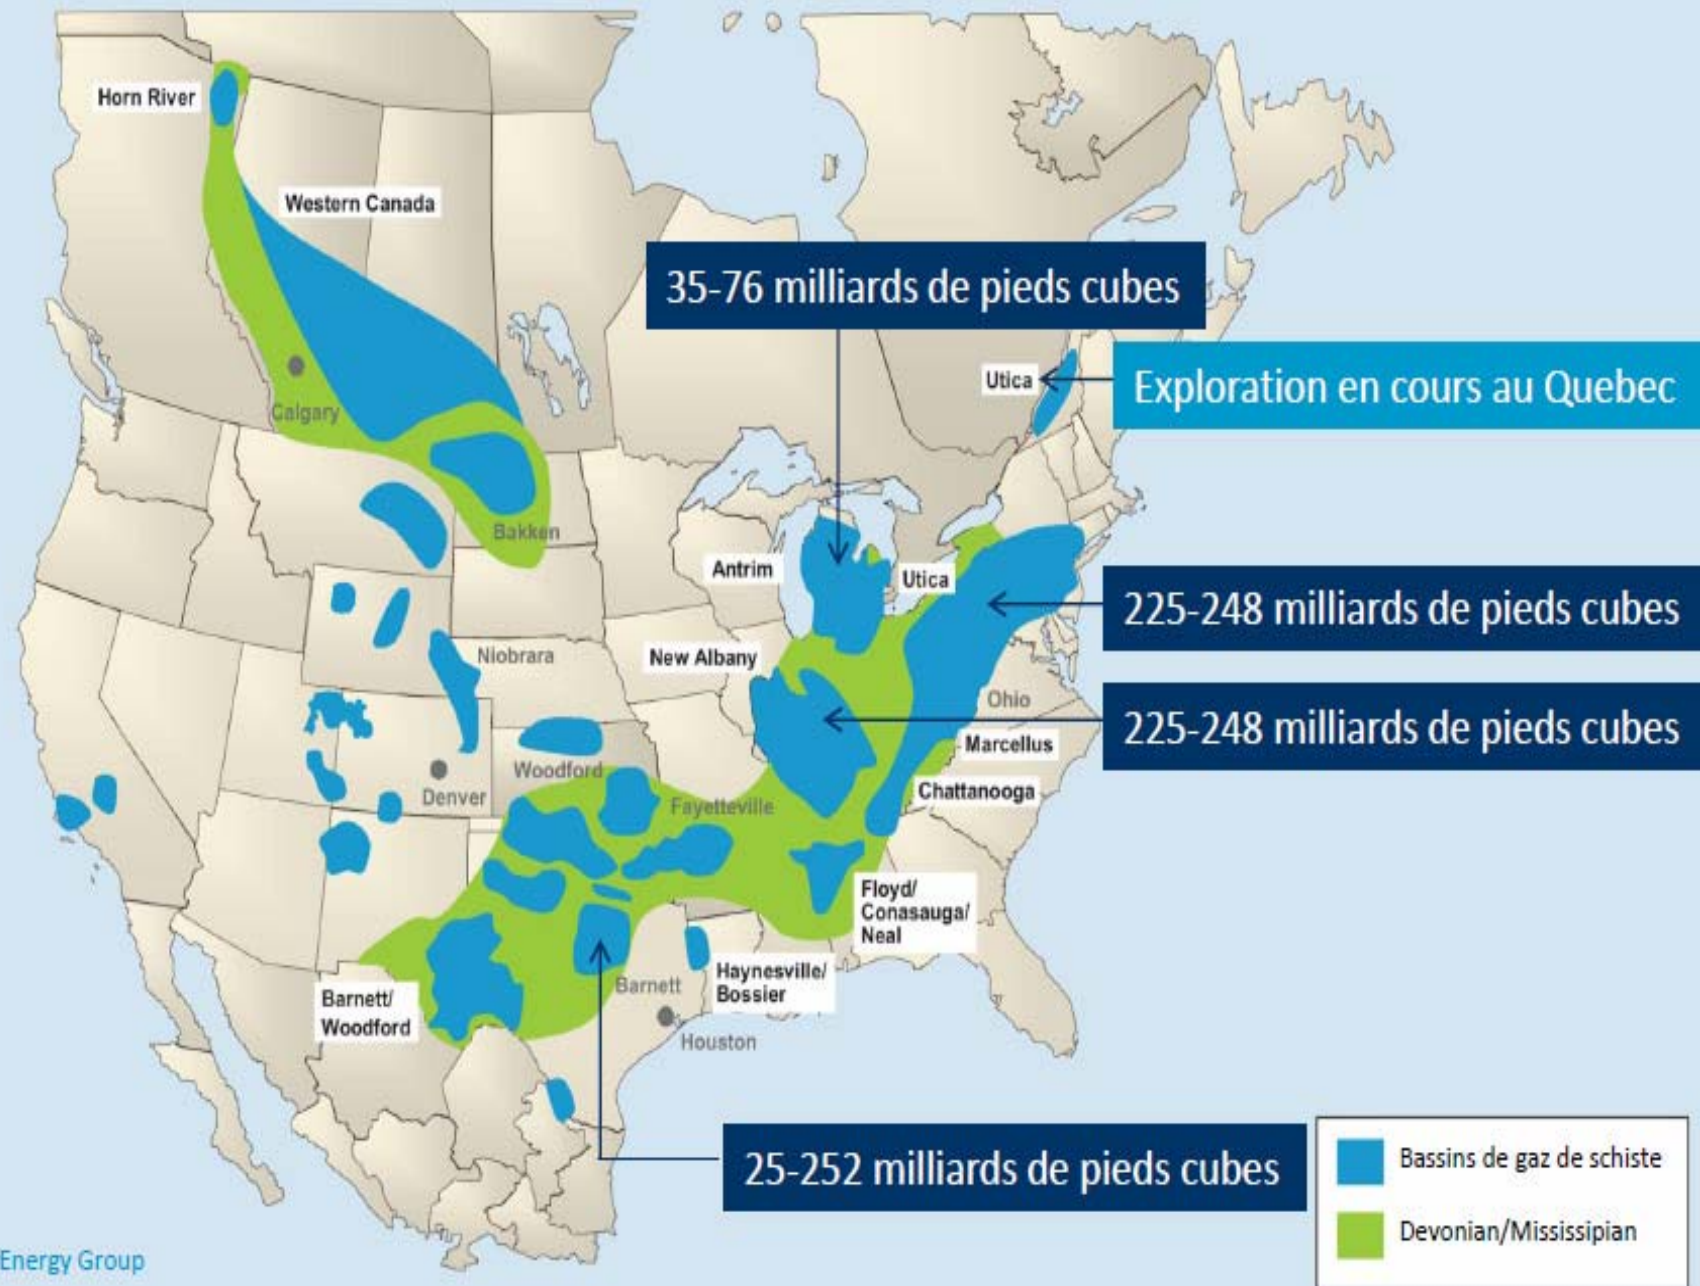 Horn River
Western Canada
35-76 milliards de pieds cubes
Utica
Exploration en cours au Quebec
Calgary
Bakken
Antrim
Utica
225-248 milliards de pieds cubes
New Albany
Niobrara
Ohio
225-248 milliards de pieds cubes
Marcellus
Woodford
Denver
Chattanooga
Fayetteville
Floyd/
Conasauga/
Neal
Haynesville/
Bossier
Barnett
Barnett/
Woodford
Houston
25-252 milliards de pieds cubes
Bassins de gaz de schiste
Devonian/Mississipian
Energy Group